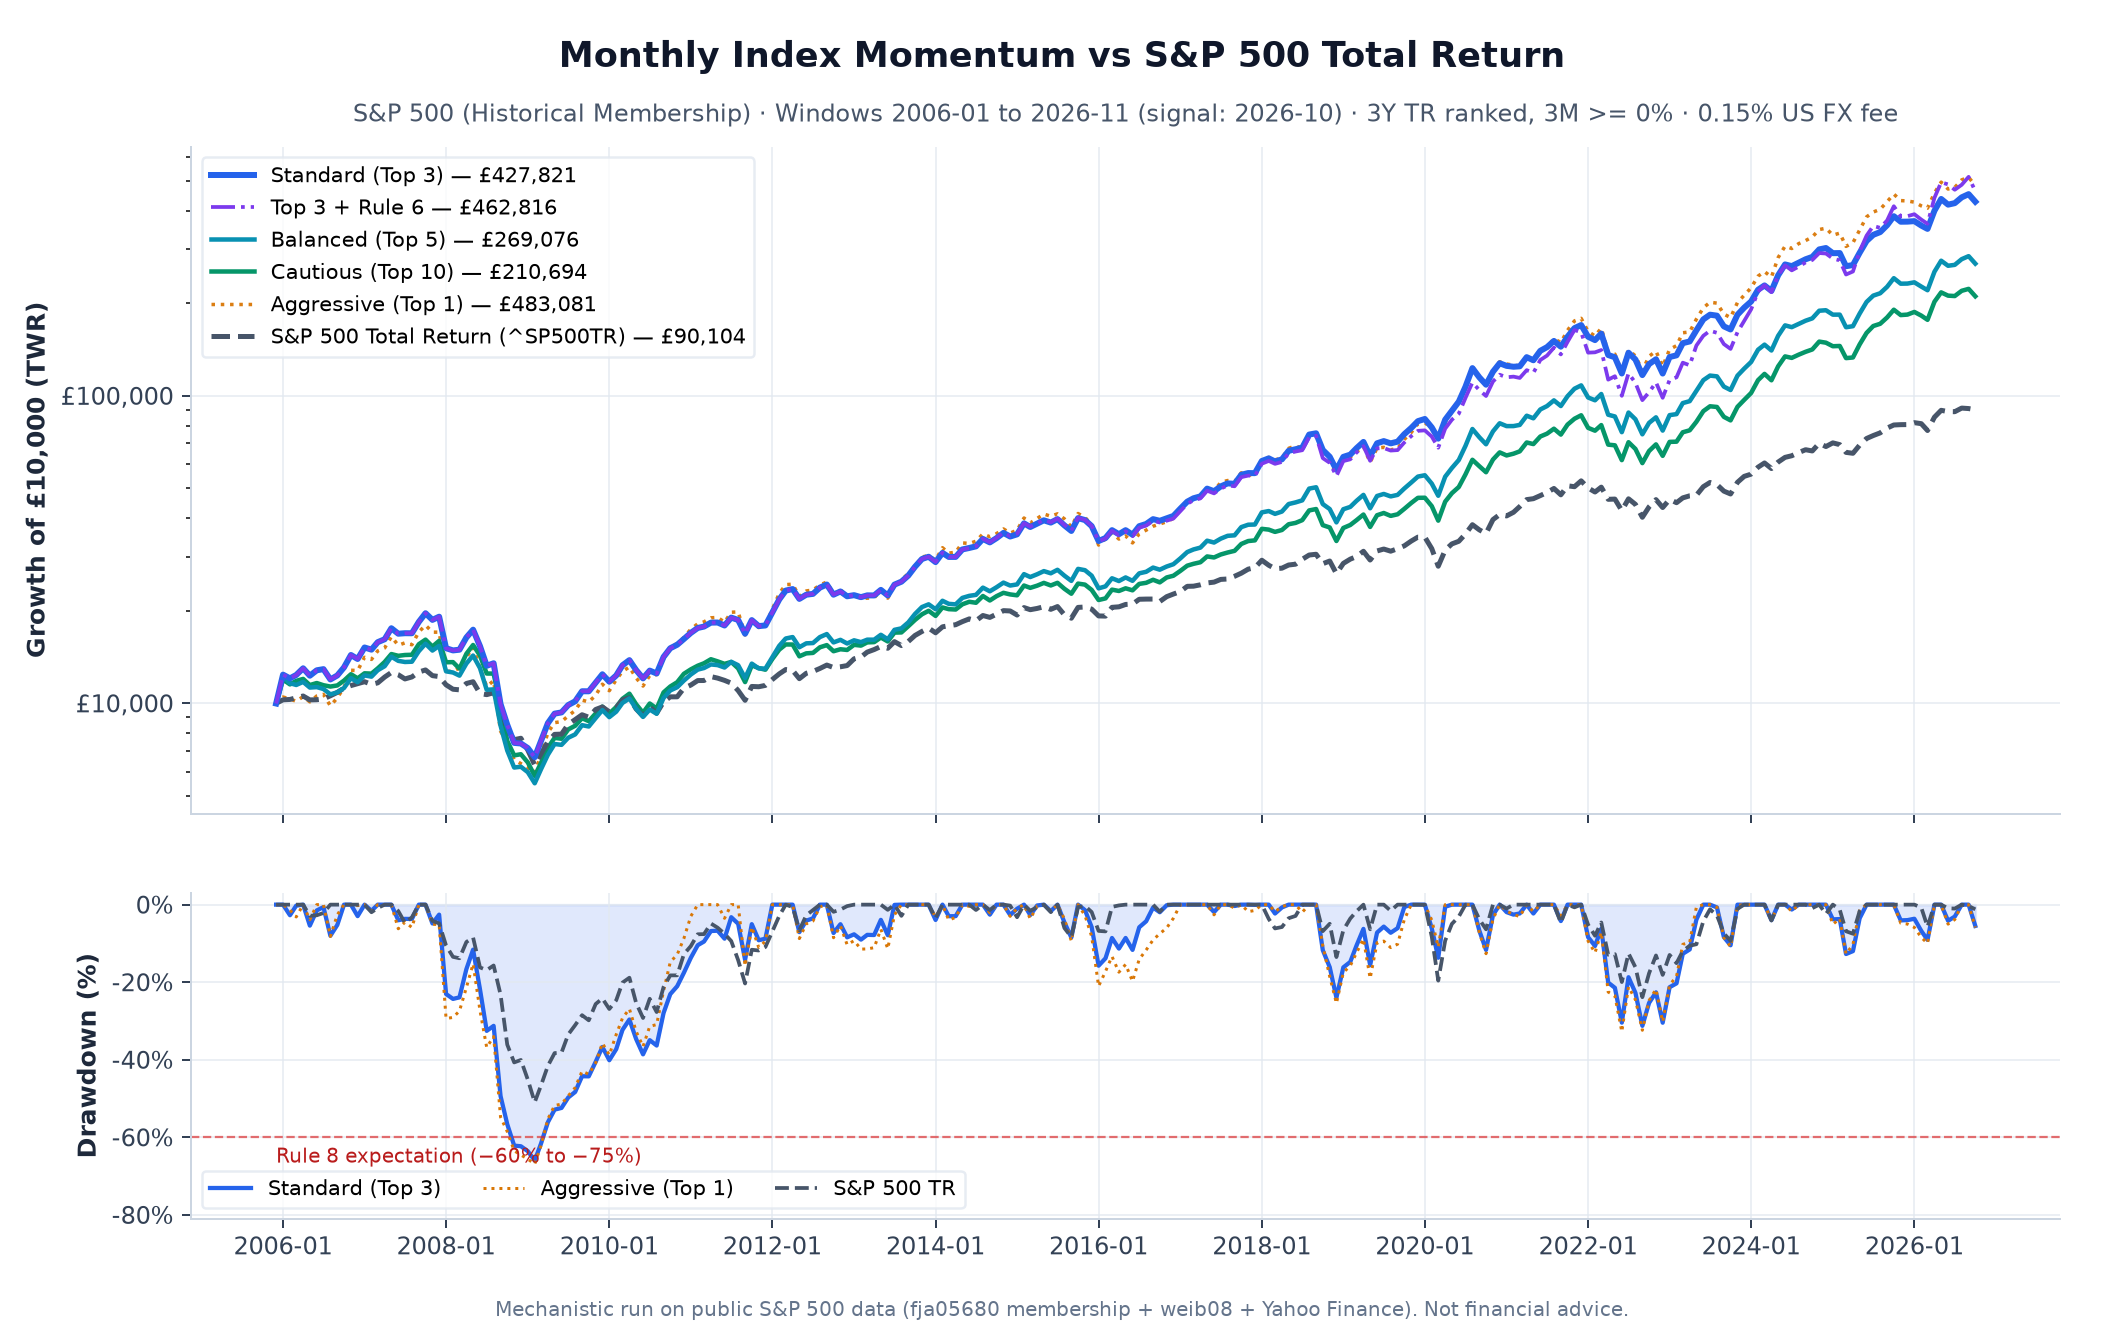 Monthly Index Momentum vs S&P 500 Total Return
S&P 500 (Historical Membership) · Windows 2006-01 to 2026-11 (signal: 2026-10) · 3Y TR ranked, 3M >= 0% · 0.15% US FX fee
Growth of £10,000 (TWR)
£100,000
£10,000
Standard (Top 3) — £427,821
Top 3 + Rule 6 — £462,816
Balanced (Top 5) — £269,076
Cautious (Top 10) — £210,694
Aggressive (Top 1) — £483,081
S&P 500 Total Return (^SP500TR) — £90,104
Drawdown (%)
0%
-20%
-40%
-60%
-80%
Rule 8 expectation (−60% to −75%)
Standard (Top 3)
Aggressive (Top 1)
S&P 500 TR
2006-01
2008-01
2010-01
2012-01
2014-01
2016-01
2018-01
2020-01
2022-01
2024-01
2026-01
Mechanistic run on public S&P 500 data (fja05680 membership + weib08 + Yahoo Finance). Not financial advice.